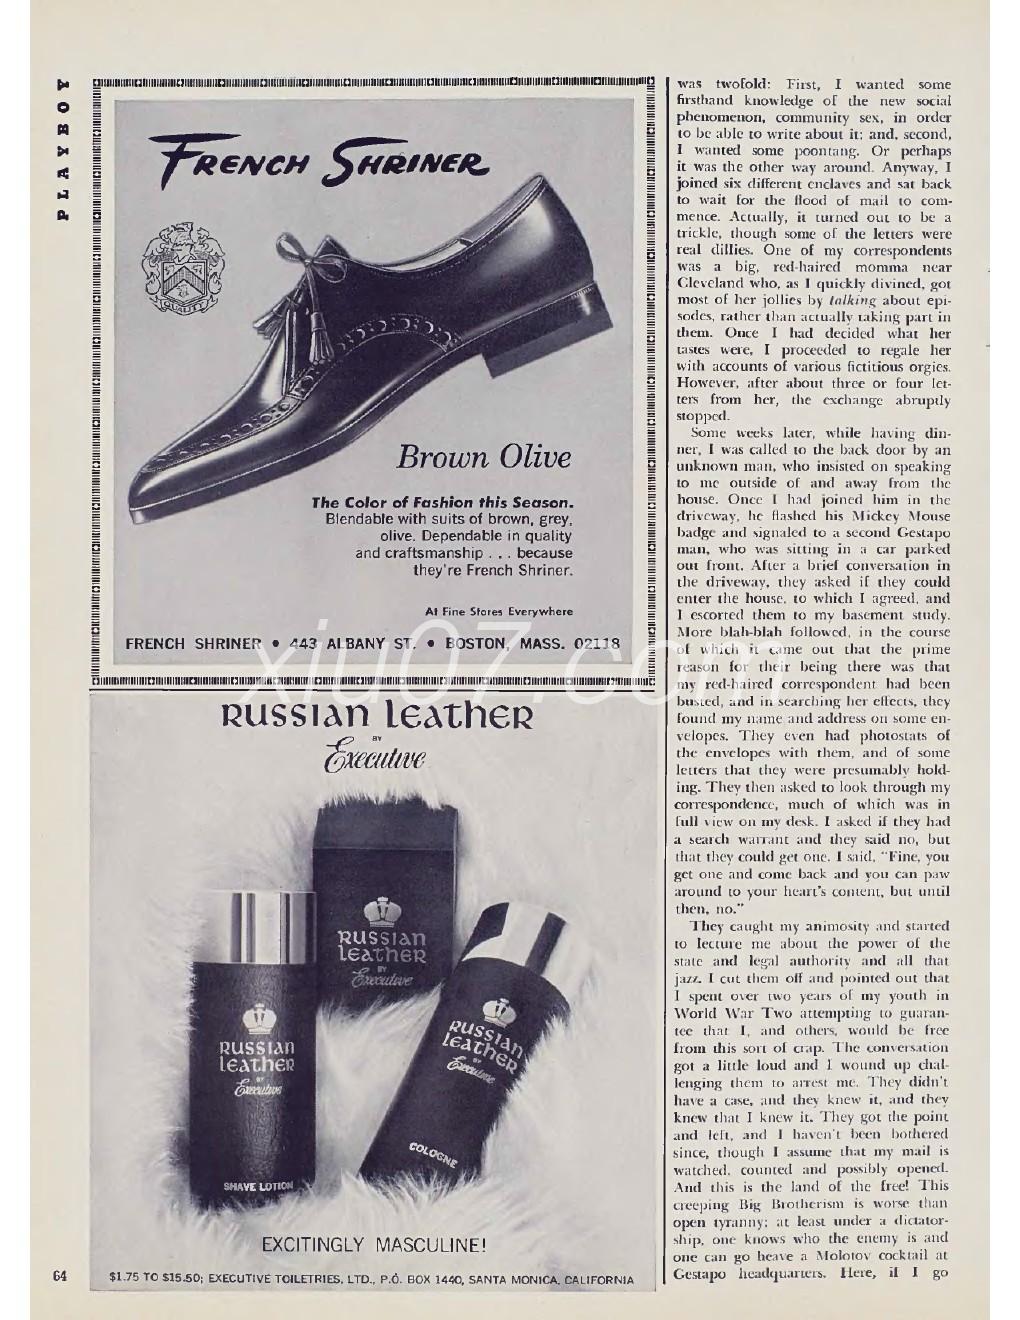 PLAYBOY
FRENCH SHRINER
QUALITY
Brown Olive
The Color of Fashion this Season.
Blendable with suits of brown, grey,
olive. Dependable in quality
and craftsmanship . . . because
they're French Shriner.
At Fine Stores Everywhere
FRENCH SHRINER • 443 ALBANY ST. • BOSTON, MASS. 02118
RUSSIAN LEATHER
BY
Executive
RUSSIAN
LEATHER
BY
Executive
RUSSIAN
LEATHER
BY
Executive
SHAVE LOTION
RUSSIAN
LEATHER
BY
Executive
COLOGNE
EXCITINGLY MASCULINE!
$1.75 TO $15.50; EXECUTIVE TOILETRIES, LTD., P.O. BOX 1440, SANTA MONICA, CALIFORNIA
64
was twofold: First, I wanted some
firsthand knowledge of the new social
phenomenon, community sex, in order
to be able to write about it; and, second,
I wanted some poontang. Or perhaps
it was the other way around. Anyway, I
joined six different enclaves and sat back
to wait for the flood of mail to com-
mence. Actually, it turned out to be a
trickle, though some of the letters were
real dillies. One of my correspondents
was a big, red-haired momma near
Cleveland who, as I quickly divined, got
most of her jollies by talking about epi-
sodes, rather than actually taking part in
them. Once I had decided what her
tastes were, I proceeded to regale her
with accounts of various fictitious orgies.
However, after about three or four let-
ters from her, the exchange abruptly
stopped.
Some weeks later, while having din-
ner, I was called to the back door by an
unknown man, who insisted on speaking
to me outside of and away from the
house. Once I had joined him in the
driveway, he flashed his Mickey Mouse
badge and signaled to a second Gestapo
man, who was sitting in a car parked
out front. After a brief conversation in
the driveway, they asked if they could
enter the house, to which I agreed, and
I escorted them to my basement study.
More blah-blah followed, in the course
of which it came out that the prime
reason for their being there was that
my red-haired correspondent had been
busted, and in searching her effects, they
found my name and address on some en-
velopes. They even had photostats of
the envelopes with them, and of some
letters that they were presumably hold-
ing. They then asked to look through my
correspondence, much of which was in
full view on my desk. I asked if they had
a search warrant and they said no, but
that they could get one. I said, "Fine, you
get one and come back and you can paw
around to your heart's content, but until
then, no."
They caught my animosity and started
to lecture me about the power of the
state and legal authority and all that
jazz. I cut them off and pointed out that
I spent over two years of my youth in
World War Two attempting to guaran-
tee that I, and others, would be free
from this sort of crap. The conversation
got a little loud and I wound up chal-
lenging them to arrest me. They didn't
have a case, and they knew it, and they
knew that I knew it. They got the point
and left, and I haven't been bothered
since, though I assume that my mail is
watched, counted and possibly opened.
And this is the land of the free! This
creeping Big Brotherism is worse than
open tyranny; at least under a dictator-
ship, one knows who the enemy is and
one can go heave a Molotov cocktail at
Gestapo headquarters. Here, if I go
xiu07.com